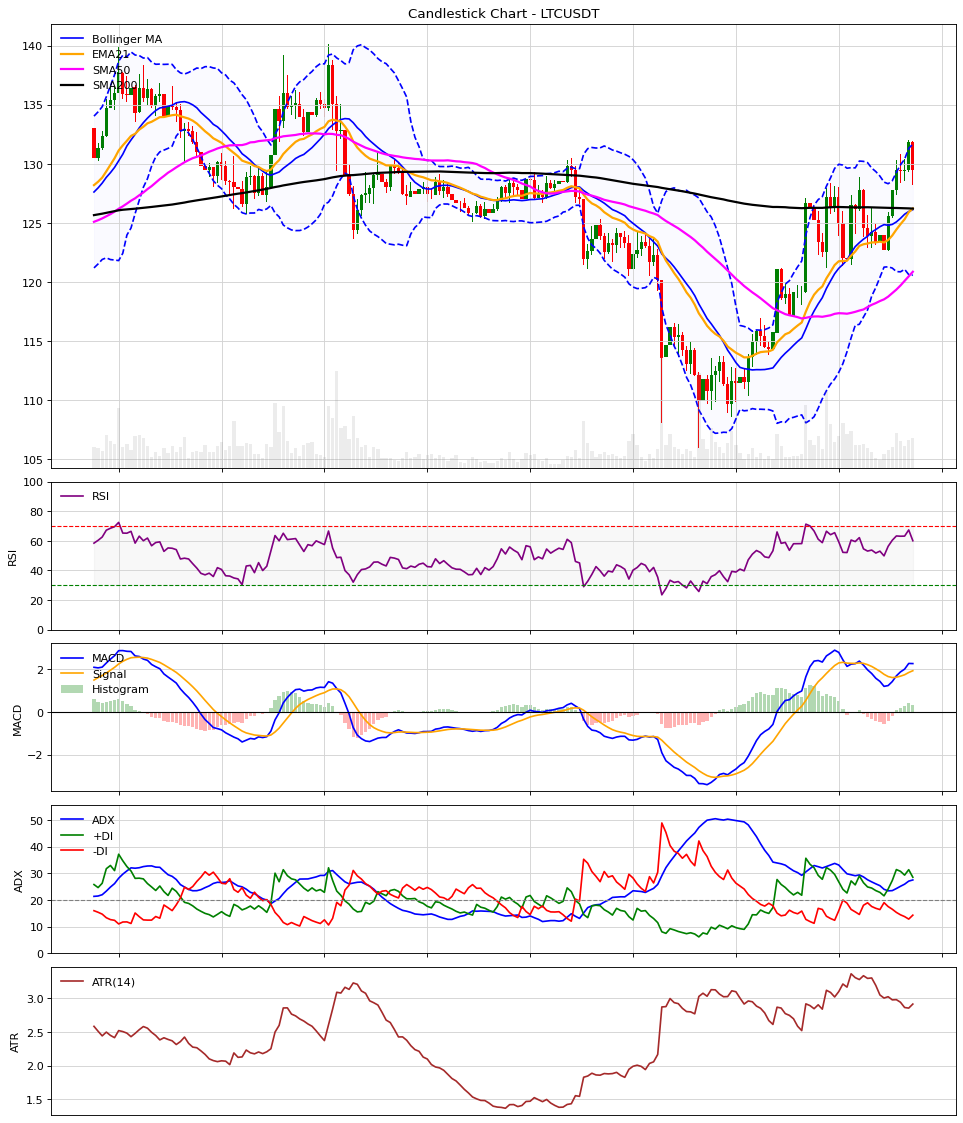 Candlestick Chart - LTCUSDT
Bollinger MA
EMA21
SMA50
SMA200
140
135
130
125
120
115
110
105
RSI
100
80
60
40
20
0
RSI
MACD
Signal
Histogram
2
0
−2
MACD
ADX
+DI
-DI
50
40
30
20
10
0
ADX
ATR(14)
3.0
2.5
2.0
1.5
ATR